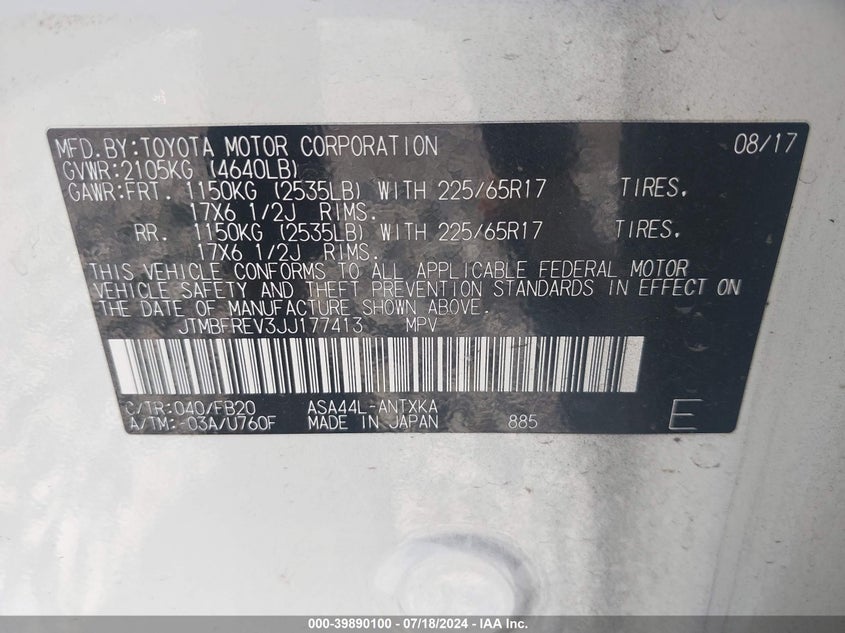 MFD.BY:TOYOTA MOTOR CORPORATION 08/17
GVWR:2105KG (4640LB)
GAWR:FRT. 1150KG (2535LB) WITH 225/65R17 TIRES.
17X6 1/2J RIMS.
RR. 1150KG (2535LB) WITH 225/65R17 TIRES.
17X6 1/2J RIMS.
THIS VEHICLE CONFORMS TO ALL APPLICABLE FEDERAL MOTOR
VEHICLE SAFETY AND THEFT PREVENTION STANDARDS IN EFFECT ON
THE DATE OF MANUFACTURE SHOWN ABOVE.
JTMBFREV3JJ177413 MPV
C/TR:040/FB20 ASA44L-ANTXKA
A/TM:-03A/U760F MADE IN JAPAN 885 E
000-39890100 - 07/18/2024 - IAA Inc.